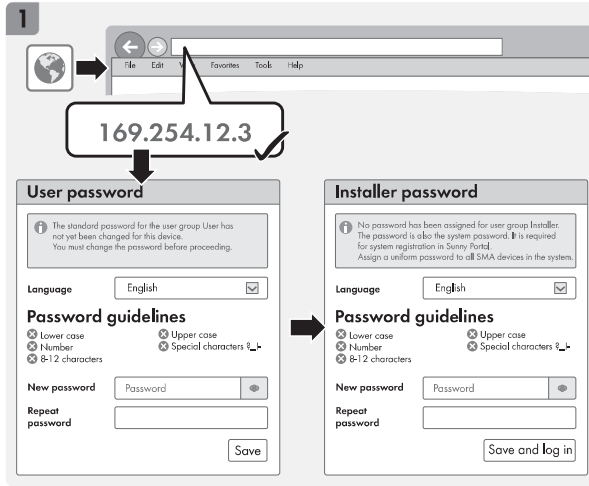 1
File Edit Favorites Tools Help
169.254.12.3
User password
The standard password for the user group User has
not yet been changed for this device.
You must change the password before proceeding.
Language English
Password guidelines
Lower case Upper case
Number Special characters ?_!-
8-12 characters
New password Password
Repeat
password
Save
Installer password
No password has been assigned for user group Installer.
The password is also the system password. It is required
for system registration in Sunny Portal.
Assign a uniform password to all SMA devices in the system.
Language English
Password guidelines
Lower case Upper case
Number Special characters ?_!-
8-12 characters
New password Password
Repeat
password
Save and log in